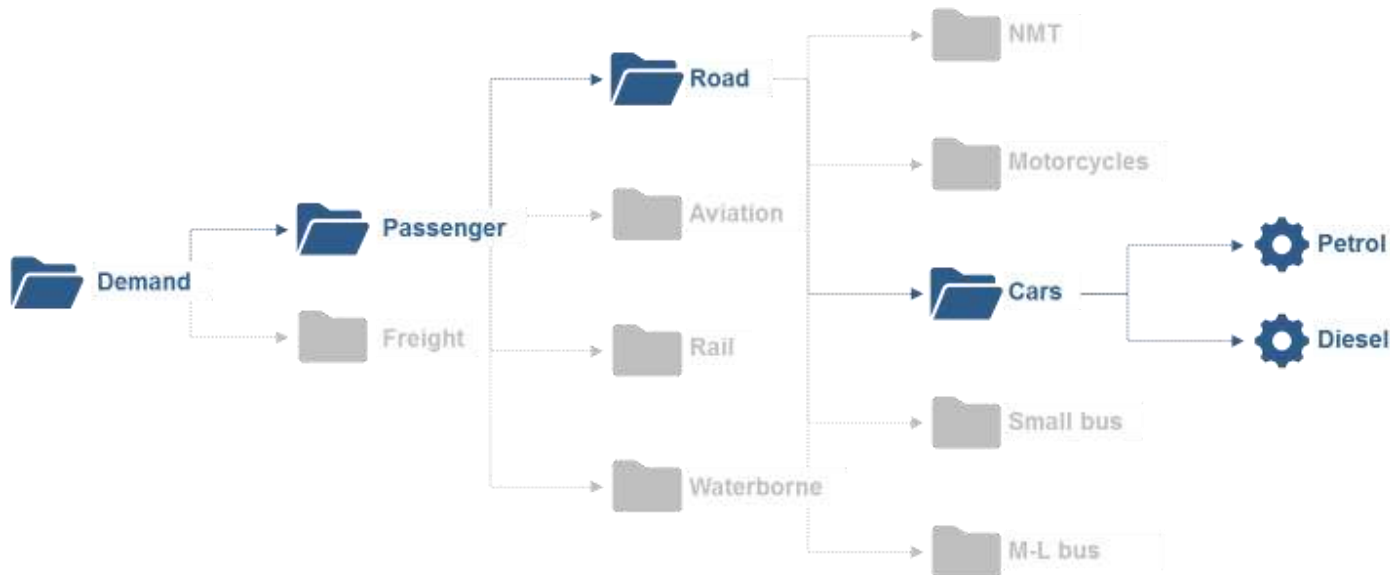 Demand
Passenger
Freight
Road
Aviation
Rail
Waterborne
NMT
Motorcycles
Cars
Small bus
M-L bus
Petrol
Diesel